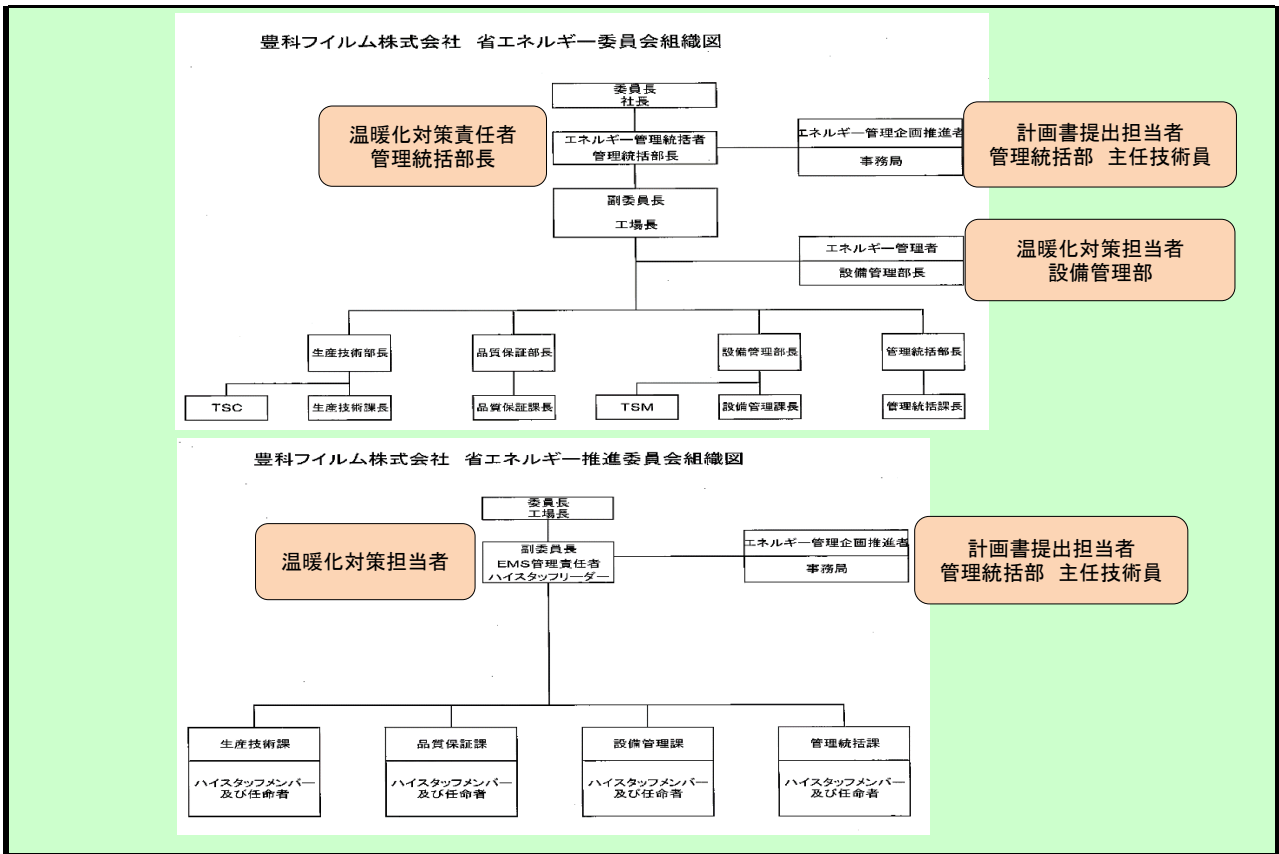 豊科フイルム株式会社 省エネルギー委員会組織図
委員長
社長
温暖化対策責任者
管理統括部長
エネルギー管理統括者
管理統括部長
エネルギー管理企画推進者
事務局
計画書提出担当者
管理統括部 主任技術員
副委員長
工場長
エネルギー管理者
設備管理部長
温暖化対策担当者
設備管理部
生産技術部長
品質保証部長
設備管理部長
管理統括部長
TSC
生産技術課長
品質保証課長
TSM
設備管理課長
管理統括課長
豊科フイルム株式会社 省エネルギー推進委員会組織図
委員長
工場長
温暖化対策担当者
副委員長
EMS管理責任者
ハイスタッフリーダー
エネルギー管理企画推進者
事務局
計画書提出担当者
管理統括部 主任技術員
生産技術課
品質保証課
設備管理課
管理統括課
ハイスタッフメンバー
及び任命者
ハイスタッフメンバー
及び任命者
ハイスタッフメンバー
及び任命者
ハイスタッフメンバー
及び任命者